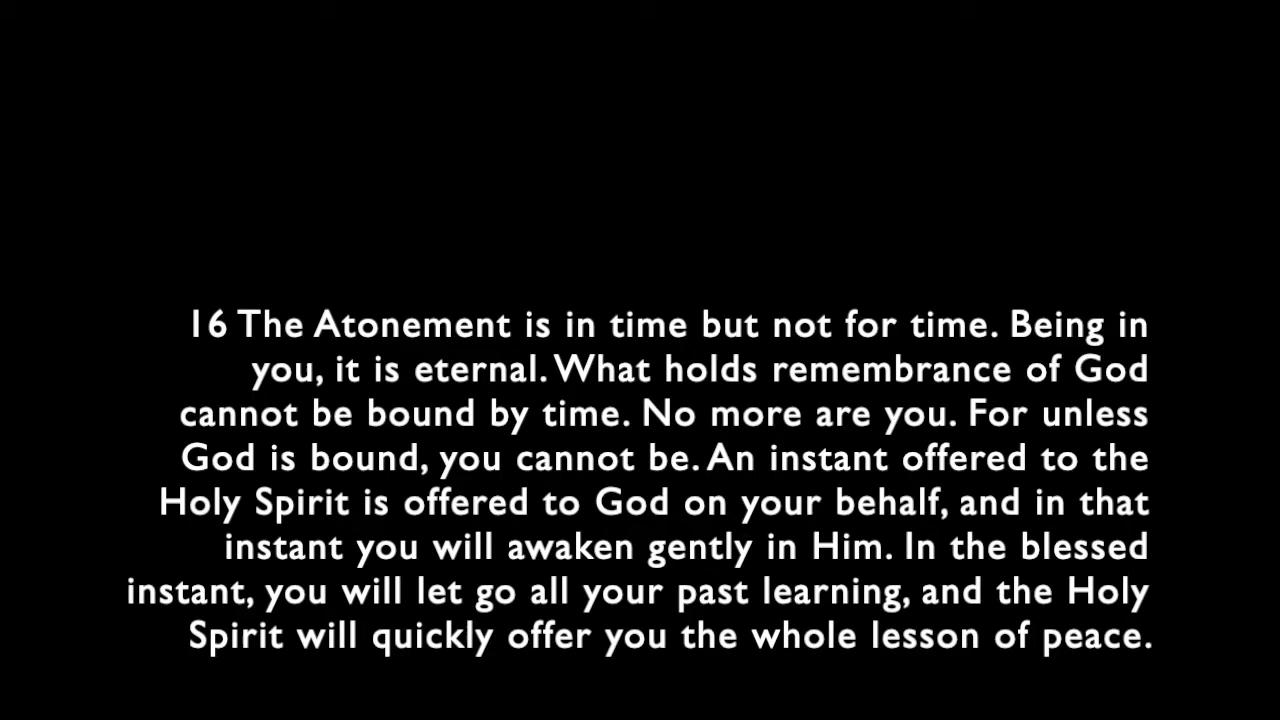 16 The Atonement is in time but not for time. Being in
you, it is eternal. What holds remembrance of God
cannot be bound by time. No more are you. For unless
God is bound, you cannot be. An instant offered to the
Holy Spirit is offered to God on your behalf, and in that
instant you will awaken gently in Him. In the blessed
instant, you will let go all your past learning, and the Holy
Spirit will quickly offer you the whole lesson of peace.